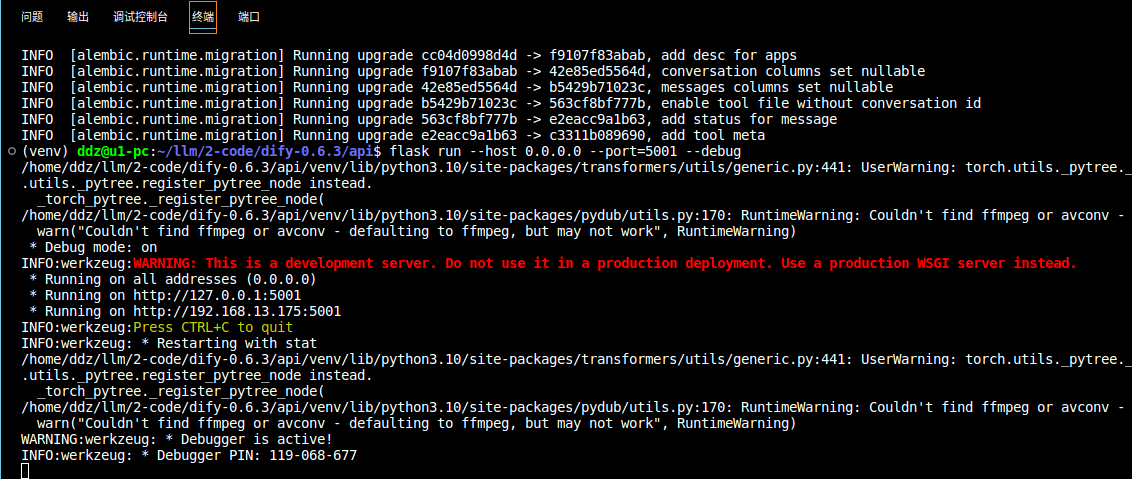 问题 输出 调试控制台 终端 端口
INFO  [alembic.runtime.migration] Running upgrade cc04d0998d4d -> f9107f83abab, add desc for apps
INFO  [alembic.runtime.migration] Running upgrade f9107f83abab -> 42e85ed5564d, conversation columns set nullable
INFO  [alembic.runtime.migration] Running upgrade 42e85ed5564d -> b5429b71023c, messages columns set nullable
INFO  [alembic.runtime.migration] Running upgrade b5429b71023c -> 563cf8bf777b, enable tool file without conversation id
INFO  [alembic.runtime.migration] Running upgrade 563cf8bf777b -> e2eacc9a1b63, add status for message
INFO  [alembic.runtime.migration] Running upgrade e2eacc9a1b63 -> c3311b089690, add tool meta
(venv) ddz@u1-pc:~/llm/2-code/dify-0.6.3/api$ flask run --host 0.0.0.0 --port=5001 --debug
/home/ddz/llm/2-code/dify-0.6.3/api/venv/lib/python3.10/site-packages/transformers/utils/generic.py:441: UserWarning: torch.utils._pytree._
.utils._pytree.register_pytree_node instead.
  _torch_pytree._register_pytree_node(
/home/ddz/llm/2-code/dify-0.6.3/api/venv/lib/python3.10/site-packages/pydub/utils.py:170: RuntimeWarning: Couldn't find ffmpeg or avconv -
  warn("Couldn't find ffmpeg or avconv - defaulting to ffmpeg, but may not work", RuntimeWarning)
 * Debug mode: on
INFO:werkzeug:WARNING: This is a development server. Do not use it in a production deployment. Use a production WSGI server instead.
 * Running on all addresses (0.0.0.0)
 * Running on http://127.0.0.1:5001
 * Running on http://192.168.13.175:5001
INFO:werkzeug:Press CTRL+C to quit
INFO:werkzeug: * Restarting with stat
/home/ddz/llm/2-code/dify-0.6.3/api/venv/lib/python3.10/site-packages/transformers/utils/generic.py:441: UserWarning: torch.utils._pytree._
.utils._pytree.register_pytree_node instead.
  _torch_pytree._register_pytree_node(
/home/ddz/llm/2-code/dify-0.6.3/api/venv/lib/python3.10/site-packages/pydub/utils.py:170: RuntimeWarning: Couldn't find ffmpeg or avconv -
  warn("Couldn't find ffmpeg or avconv - defaulting to ffmpeg, but may not work", RuntimeWarning)
WARNING:werkzeug: * Debugger is active!
INFO:werkzeug: * Debugger PIN: 119-068-677